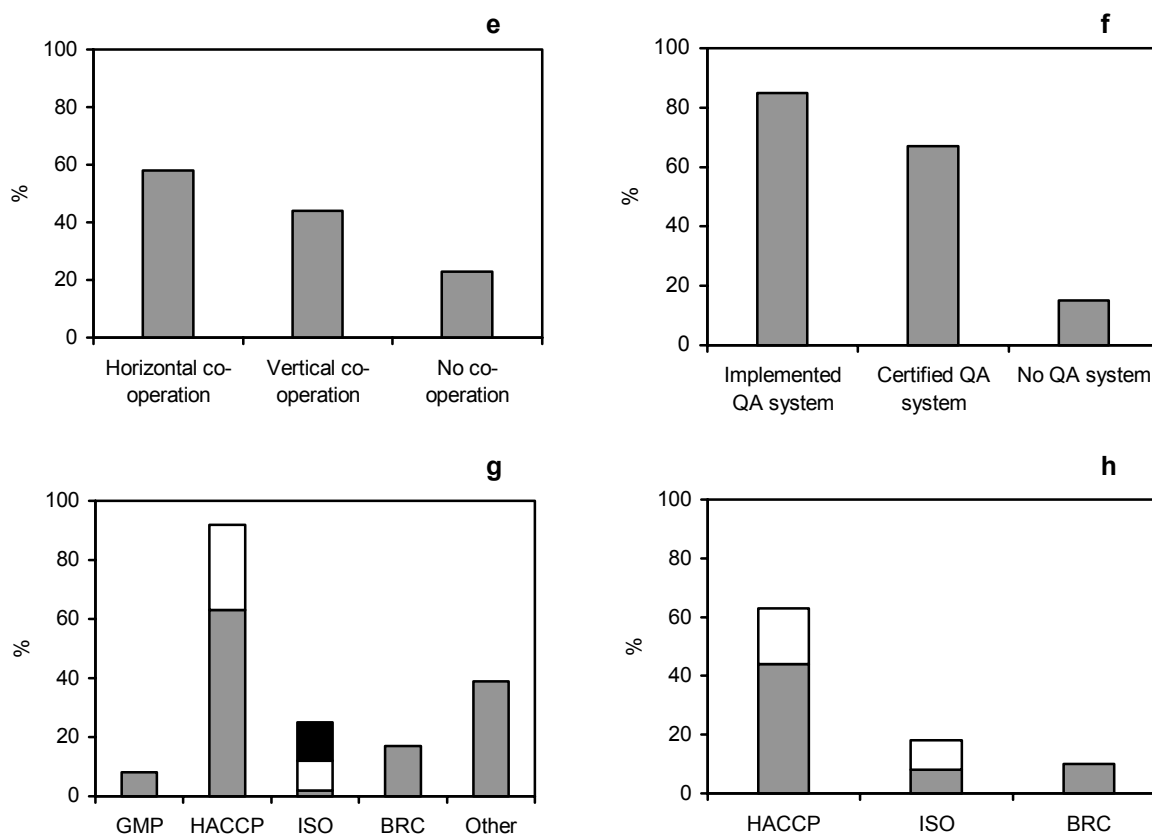 e
100
80
60
40
20
0
%
Horizontal co-
operation
Vertical co-
operation
No co-
operation
f
100
80
60
40
20
0
%
Implemented
QA system
Certified QA
system
No QA system
g
100
80
60
40
20
0
%
GMP HACCP ISO BRC Other
h
100
80
60
40
20
0
%
HACCP ISO BRC